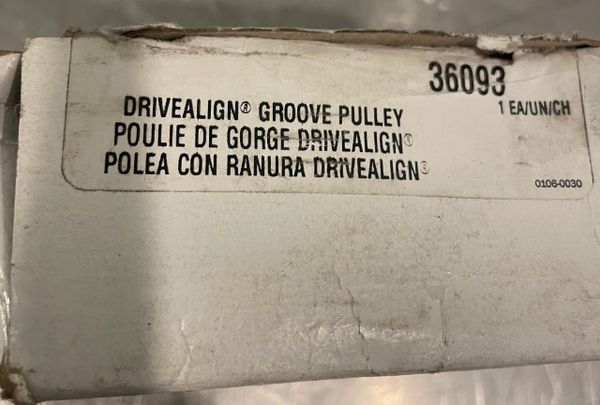 36093
1 EA/UN/CH
DRIVEALIGN® GROOVE PULLEY
POULIE DE GORGE DRIVEALIGN®
POLEA CON RANURA DRIVEALIGN®
0106-0030